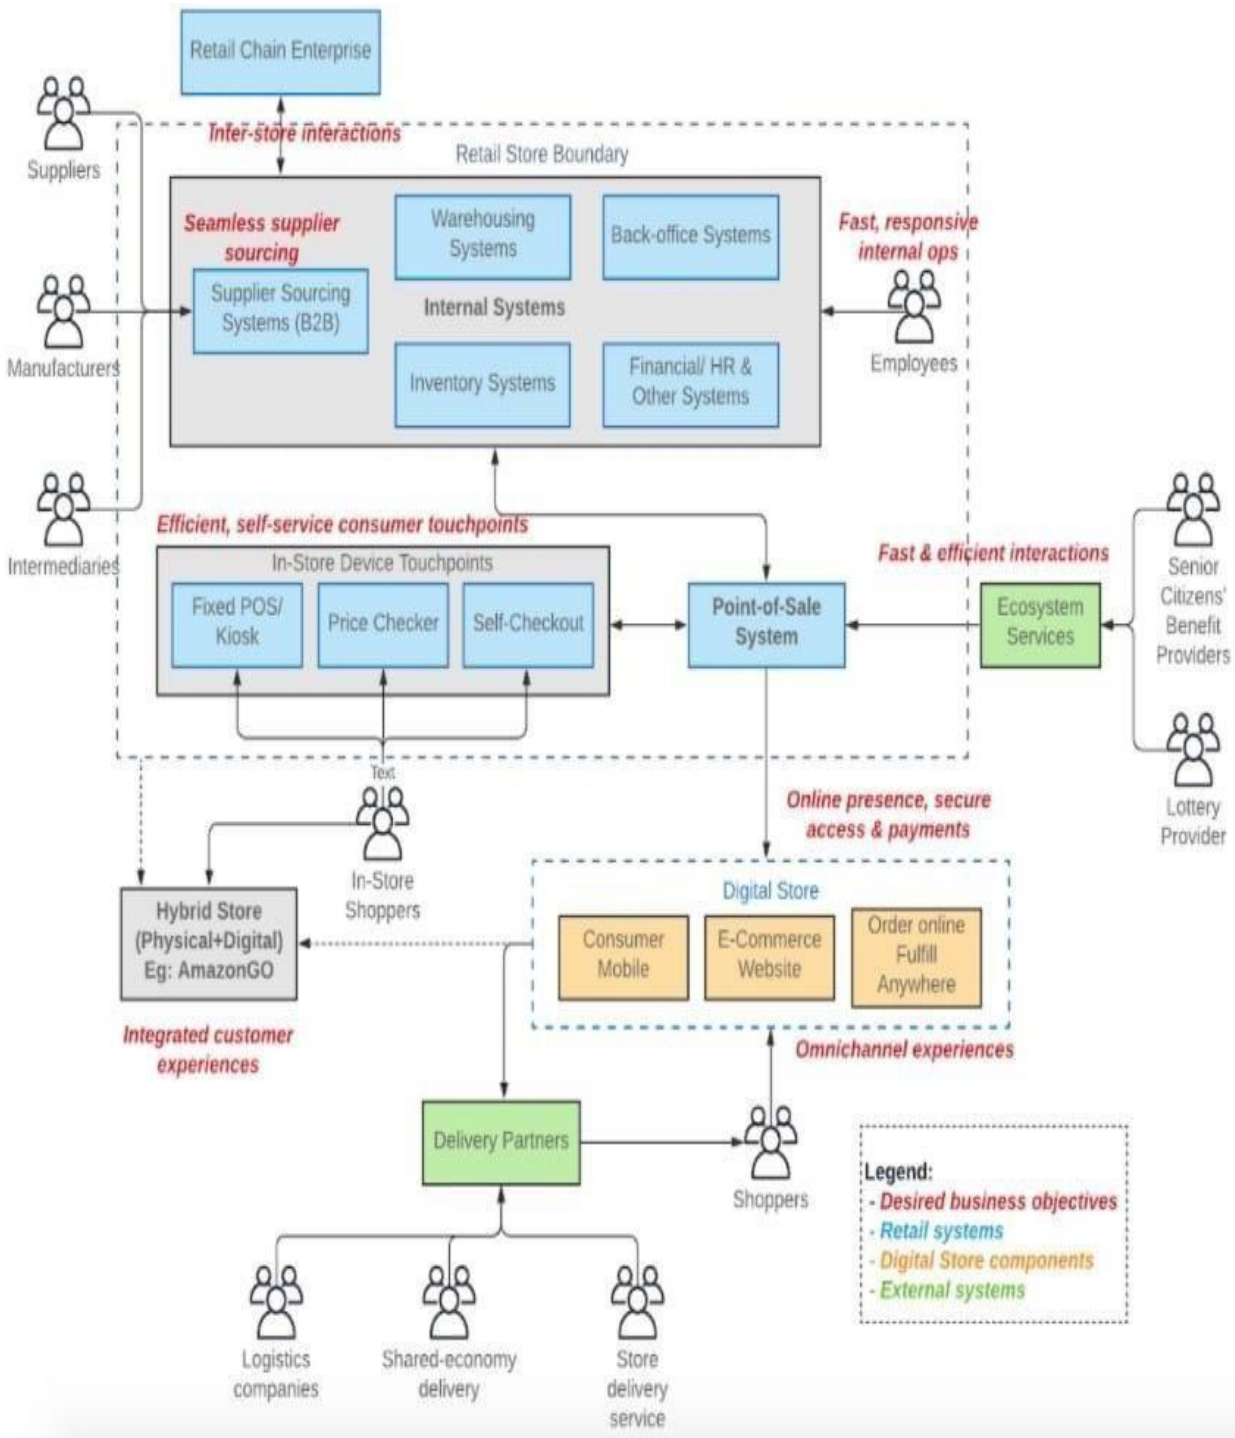 Retail Chain Enterprise
Suppliers
Inter-store interactions
Retail Store Boundary
Seamless supplier
sourcing
Warehousing
Systems
Back-office Systems
Fast, responsive
internal ops
Supplier Sourcing
Systems (B2B)
Internal Systems
Manufacturers
Employees
Inventory Systems
Financial/ HR &
Other Systems
Intermediaries
Efficient, self-service consumer touchpoints
In-Store Device Touchpoints
Fixed POS/
Kiosk
Price Checker
Self-Checkout
Point-of-Sale
System
Fast & efficient interactions
Ecosystem
Services
Senior
Citizens'
Benefit
Providers
Lottery
Provider
Text
In-Store
Shoppers
Online presence, secure
access & payments
Hybrid Store
(Physical+Digital)
Eg: AmazonGO
Integrated customer
experiences
Digital Store
Consumer
Mobile
E-Commerce
Website
Order online
Fulfill
Anywhere
Omnichannel experiences
Delivery Partners
Shoppers
Legend:
- Desired business objectives
- Retail systems
- Digital Store components
- External systems
Logistics
companies
Shared-economy
delivery
Store
delivery
service